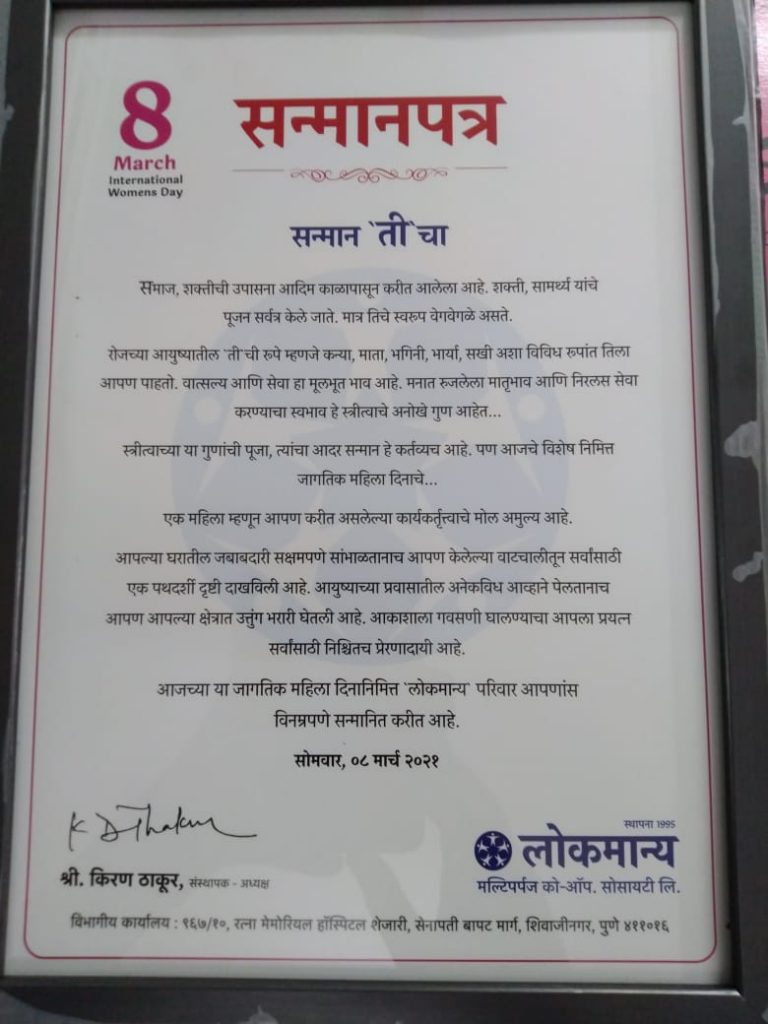 8
March
International
Womens Day
सन्मानपत्र
सन्मान `ती`चा
समाज, शक्तीची उपासना आदिम काळापासून करीत आलेला आहे. शक्ती, सामर्थ्य यांचे
पूजन सर्वत्र केले जाते. मात्र तिचे स्वरूप वेगवेगळे असते.
रोजच्या आयुष्यातील `ती`ची रूपे म्हणजे कन्या, माता, भगिनी, भार्या, सखी अशा विविध रूपांत तिला
आपण पाहतो. वात्सल्य आणि सेवा हा मूलभूत भाव आहे. मनात रुजलेला मातृभाव आणि निरलस सेवा
करण्याचा स्वभाव हे स्त्रीत्वाचे अनोखे गुण आहेत...
स्त्रीत्वाच्या या गुणांची पूजा, त्यांचा आदर सन्मान हे कर्तव्यच आहे. पण आजचे विशेष निमित्त
जागतिक महिला दिनाचे...
एक महिला म्हणून आपण करीत असलेल्या कार्यकर्तृत्त्वाचे मोल अमुल्य आहे.
आपल्या घरातील जबाबदारी सक्षमपणे सांभाळतानाच आपण केलेल्या वाटचालीतून सर्वांसाठी
एक पथदर्शी दृष्टी दाखविली आहे. आयुष्याच्या प्रवासातील अनेकविध आव्हाने पेलतानाच
आपण आपल्या क्षेत्रात उत्तुंग भरारी घेतली आहे. आकाशाला गवसणी घालण्याचा आपला प्रयत्न
सर्वांसाठी निश्चितच प्रेरणादायी आहे.
आजच्या या जागतिक महिला दिनानिमित्त `लोकमान्य` परिवार आपणांस
विनम्रपणे सन्मानित करीत आहे.
सोमवार, ०८ मार्च २०२१
K D Thakur
श्री. किरण ठाकूर, संस्थापक - अध्यक्ष
स्थापना 1995
लोकमान्य
मल्टिपर्पज को-ऑप. सोसायटी लि.
विभागीय कार्यालय : ९६७/१०, रत्ना मेमोरियल हॉस्पिटल शेजारी, सेनापती बापट मार्ग, शिवाजीनगर, पुणे ४११०१६